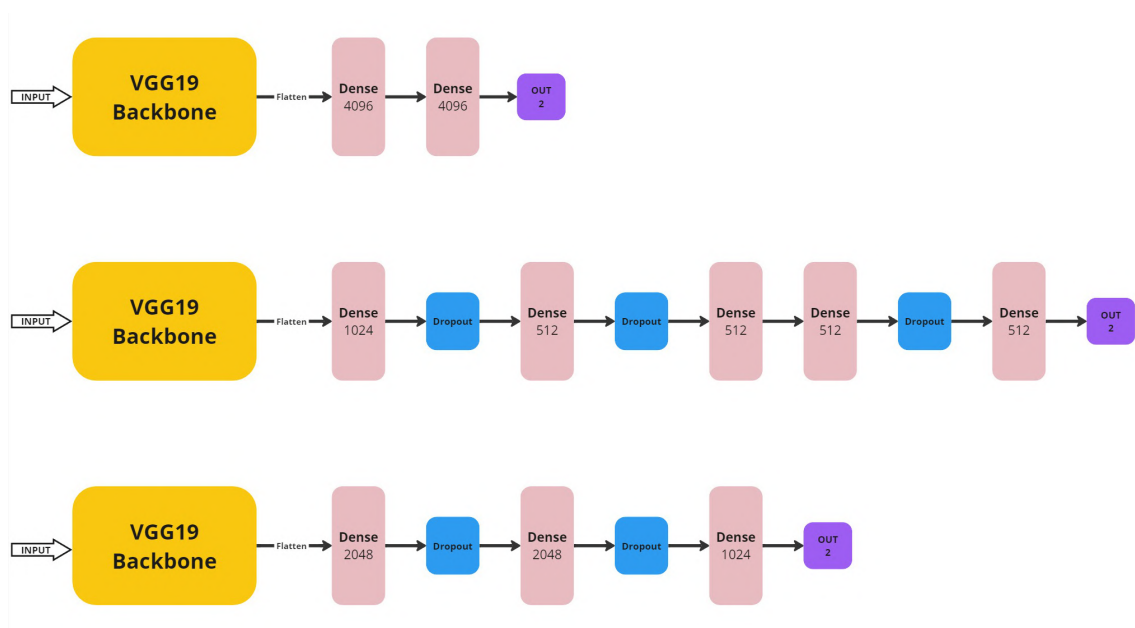 INPUT
VGG19
Backbone
Flatten
Dense
4096
Dense
4096
OUT
2
INPUT
VGG19
Backbone
Flatten
Dense
1024
Dropout
Dense
512
Dropout
Dense
512
Dense
512
Dropout
Dense
512
OUT
2
INPUT
VGG19
Backbone
Flatten
Dense
2048
Dropout
Dense
2048
Dropout
Dense
1024
OUT
2